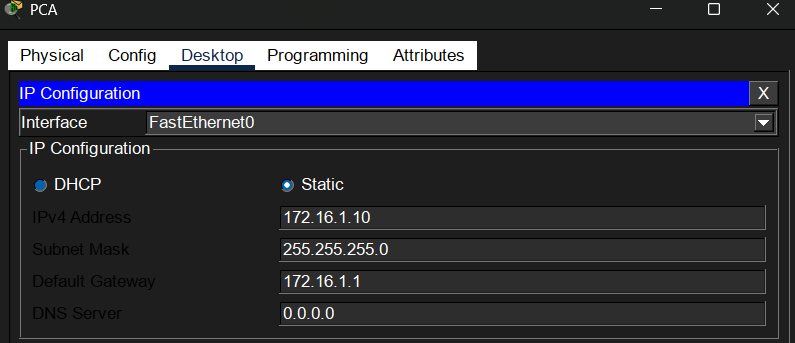 PCA
Physical Config Desktop Programming Attributes
IP Configuration X
Interface FastEthernet0
IP Configuration
DHCP Static
IPv4 Address 172.16.1.10
Subnet Mask 255.255.255.0
Default Gateway 172.16.1.1
DNS Server 0.0.0.0